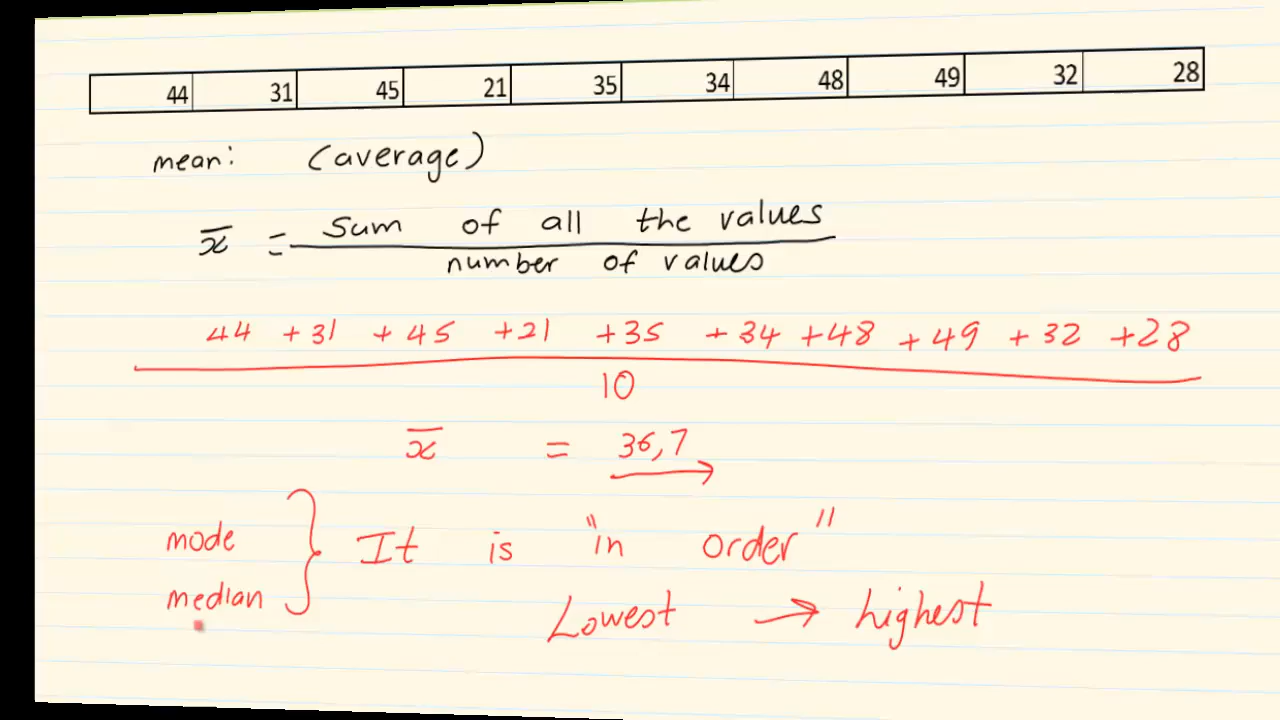 44 31 45 21 35 34 48 49 32 28
mean: (average)
x̄ = Sum of all the values
number of values
44 + 31 + 45 + 21 + 35 + 34 + 48 + 49 + 32 + 28
10
x̄ = 36,7
mode } It is "in order"
median Lowest → highest